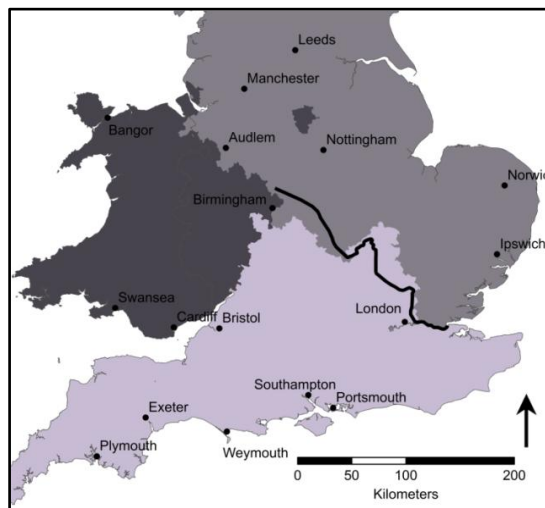 Leeds
Manchester
Bangor
Audlem
Nottingham
Norwi
Birmingham
Ipswich
Swansea
Cardiff
Bristol
London
Southampton
Portsmouth
Exeter
Plymouth
Weymouth
0 50 100 200
Kilometers